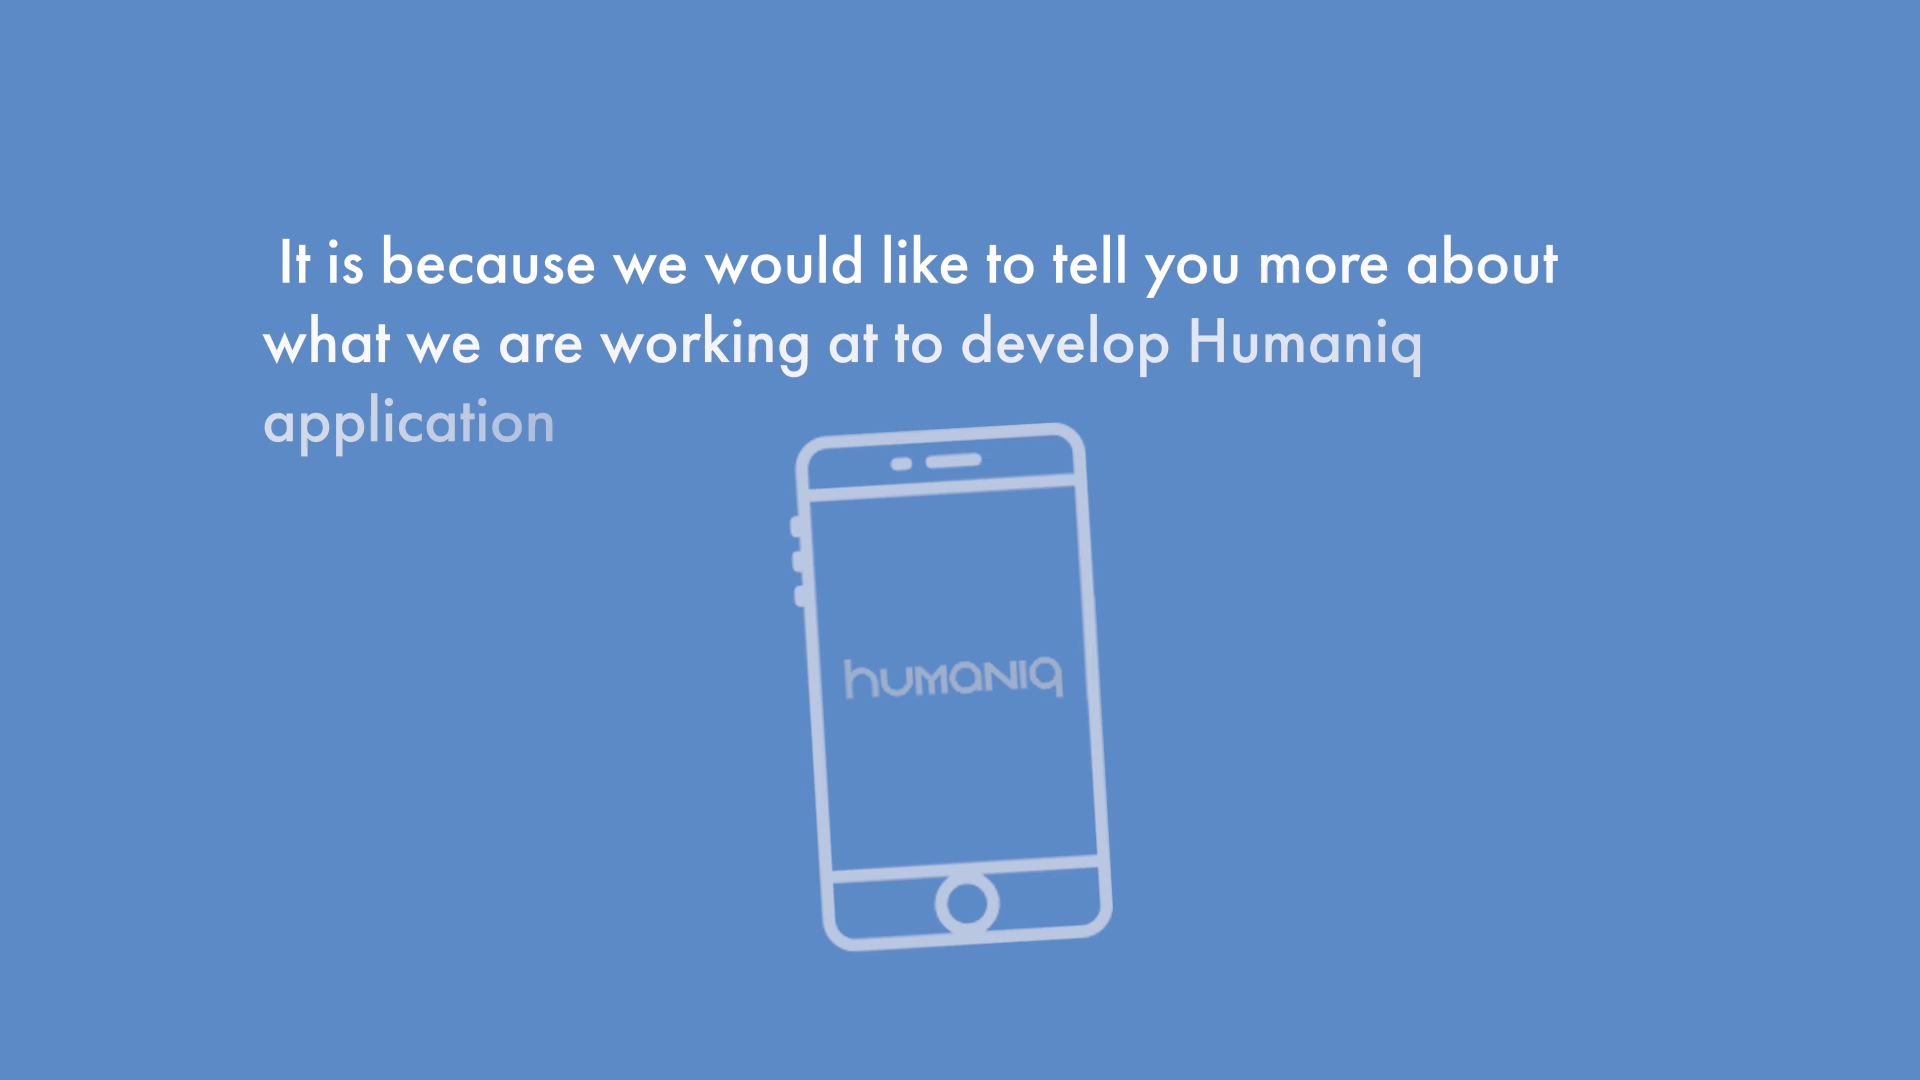 It is because we would like to tell you more about
what we are working at to develop Humaniq
application
humaniq